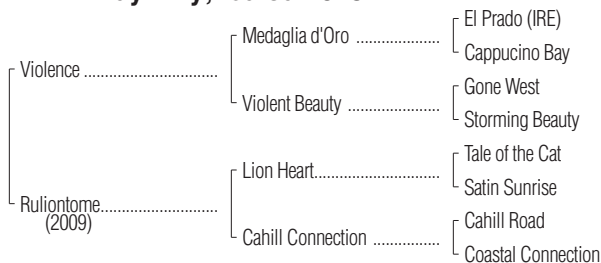 Violence ................................
Medaglia d'Oro ....................
El Prado (IRE)
Cappucino Bay
Violent Beauty ......................
Gone West
Storming Beauty
Ruliontome............................
(2009)
Lion Heart.......................
Tale of the Cat
Satin Sunrise
Cahill Connection ................
Cahill Road
Coastal Connection